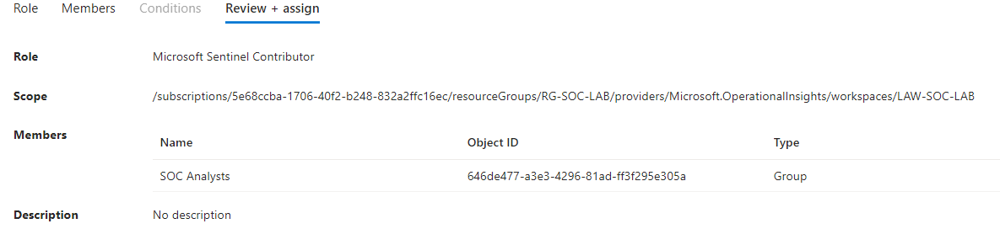 Role Members Conditions Review + assign
Role Microsoft Sentinel Contributor
Scope /subscriptions/5e68ccba-1706-40f2-b248-832a2ffc16ec/resourceGroups/RG-SOC-LAB/providers/Microsoft.OperationalInsights/workspaces/LAW-SOC-LAB
Members
Name Object ID Type
SOC Analysts 646de477-a3e3-4296-81ad-ff3f295e305a Group
Description No description